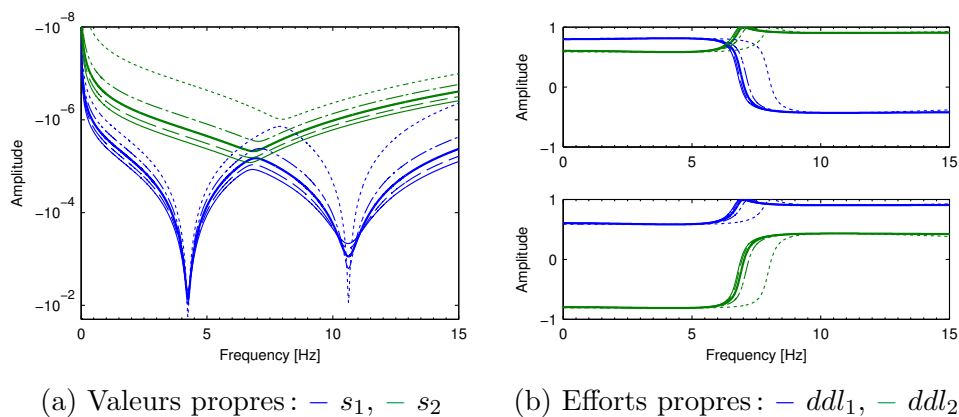 −10⁻⁸
−10⁻⁶
−10⁻⁴
−10⁻²
Amplitude
0 5 10 15
Frequency [Hz]
1
0
−1
Amplitude
0 5 10 15
1
0
−1
Amplitude
0 5 10 15
Frequency [Hz]
(a) Valeurs propres : – s₁, – s₂
(b) Efforts propres : – ddl₁, – ddl₂